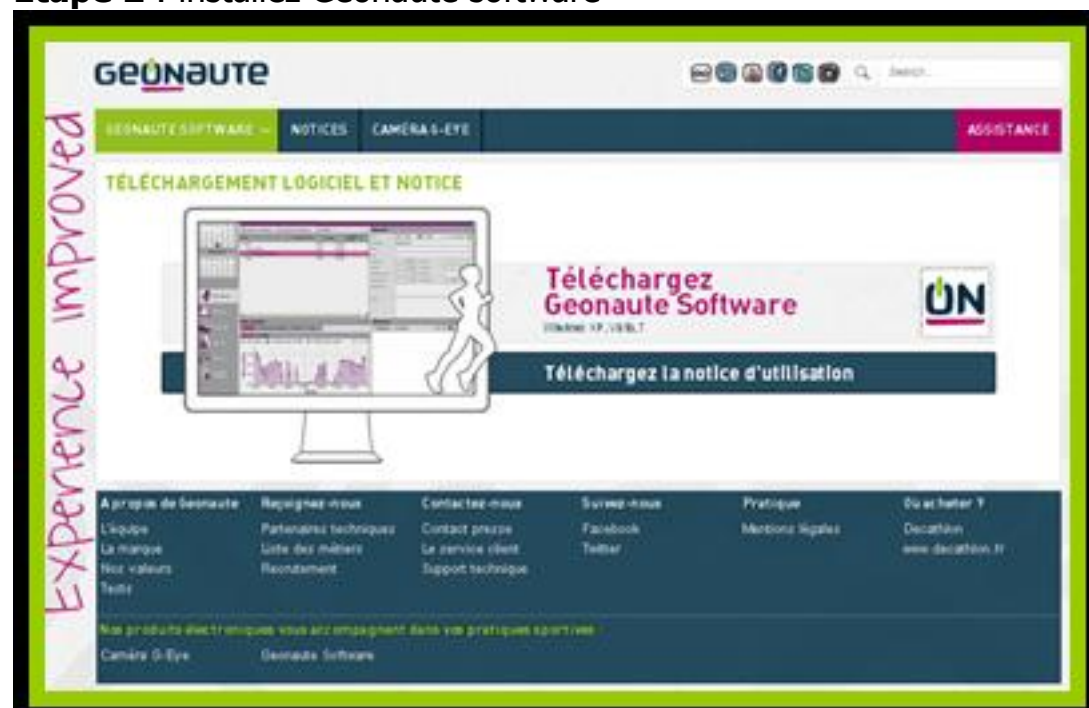 Installez Geonaute Software
GEONAUTE
Search...
GEONAUTE SOFTWARE
NOTICES
CAMÉRA G-EYE
ASSISTANCE
Experience Improved
TÉLÉCHARGEMENT LOGICIEL ET NOTICE
Téléchargez
Geonaute Software
ON
Téléchargez la notice d'utilisation
A propos de Geonaute
L'équipe
La marque
Nos valeurs
Tests
Rejoignez-nous
Partenaires techniques
Liste des métiers
Recrutement
Contactez-nous
Contact presse
Le service client
Support technique
Suivez-nous
Facebook
Twitter
Pratique
Mentions légales
Où acheter ?
Decathlon
www.decathlon.fr
Nos produits électroniques vous accompagnent dans vos pratiques sportives :
Caméra G-Eye
Geonaute Software